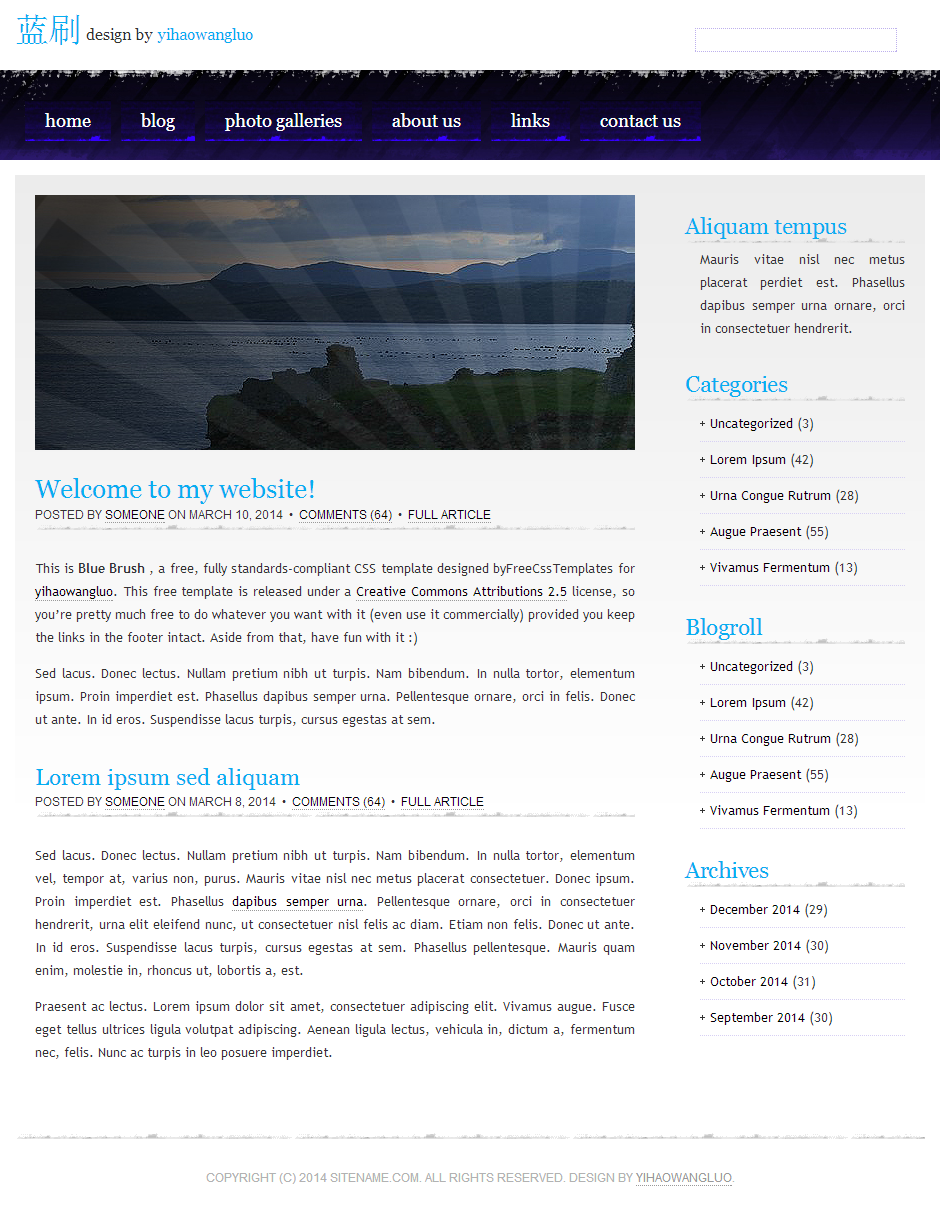 蓝刷 design by yihaowangluo
home blog photo galleries about us links contact us
Welcome to my website!
POSTED BY SOMEONE ON MARCH 10, 2014 • COMMENTS (64) • FULL ARTICLE
This is Blue Brush , a free, fully standards-compliant CSS template designed byFreeCssTemplates for
yihaowangluo. This free template is released under a Creative Commons Attributions 2.5 license, so
you’re pretty much free to do whatever you want with it (even use it commercially) provided you keep
the links in the footer intact. Aside from that, have fun with it :)
Sed lacus. Donec lectus. Nullam pretium nibh ut turpis. Nam bibendum. In nulla tortor, elementum
ipsum. Proin imperdiet est. Phasellus dapibus semper urna. Pellentesque ornare, orci in felis. Donec
ut ante. In id eros. Suspendisse lacus turpis, cursus egestas at sem.
Lorem ipsum sed aliquam
POSTED BY SOMEONE ON MARCH 8, 2014 • COMMENTS (64) • FULL ARTICLE
Sed lacus. Donec lectus. Nullam pretium nibh ut turpis. Nam bibendum. In nulla tortor, elementum
vel, tempor at, varius non, purus. Mauris vitae nisl nec metus placerat consectetuer. Donec ipsum.
Proin imperdiet est. Phasellus dapibus semper urna. Pellentesque ornare, orci in consectetuer
hendrerit, urna elit eleifend nunc, ut consectetuer nisl felis ac diam. Etiam non felis. Donec ut ante.
In id eros. Suspendisse lacus turpis, cursus egestas at sem. Phasellus pellentesque. Mauris quam
enim, molestie in, rhoncus ut, lobortis a, est.
Praesent ac lectus. Lorem ipsum dolor sit amet, consectetuer adipiscing elit. Vivamus augue. Fusce
eget tellus ultrices ligula volutpat adipiscing. Aenean ligula lectus, vehicula in, dictum a, fermentum
nec, felis. Nunc ac turpis in leo posuere imperdiet.
Aliquam tempus
Mauris vitae nisl nec metus
placerat perdiet est. Phasellus
dapibus semper urna ornare, orci
in consectetuer hendrerit.
Categories
+ Uncategorized (3)
+ Lorem Ipsum (42)
+ Urna Congue Rutrum (28)
+ Augue Praesent (55)
+ Vivamus Fermentum (13)
Blogroll
+ Uncategorized (3)
+ Lorem Ipsum (42)
+ Urna Congue Rutrum (28)
+ Augue Praesent (55)
+ Vivamus Fermentum (13)
Archives
+ December 2014 (29)
+ November 2014 (30)
+ October 2014 (31)
+ September 2014 (30)
COPYRIGHT (C) 2014 SITENAME.COM. ALL RIGHTS RESERVED. DESIGN BY YIHAOWANGLUO.